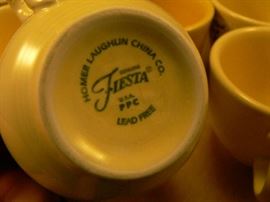 HOMER LAUGHLIN CHINA CO.
GENUINE
FIESTA®
U.S.A.
PPC
LEAD FREE